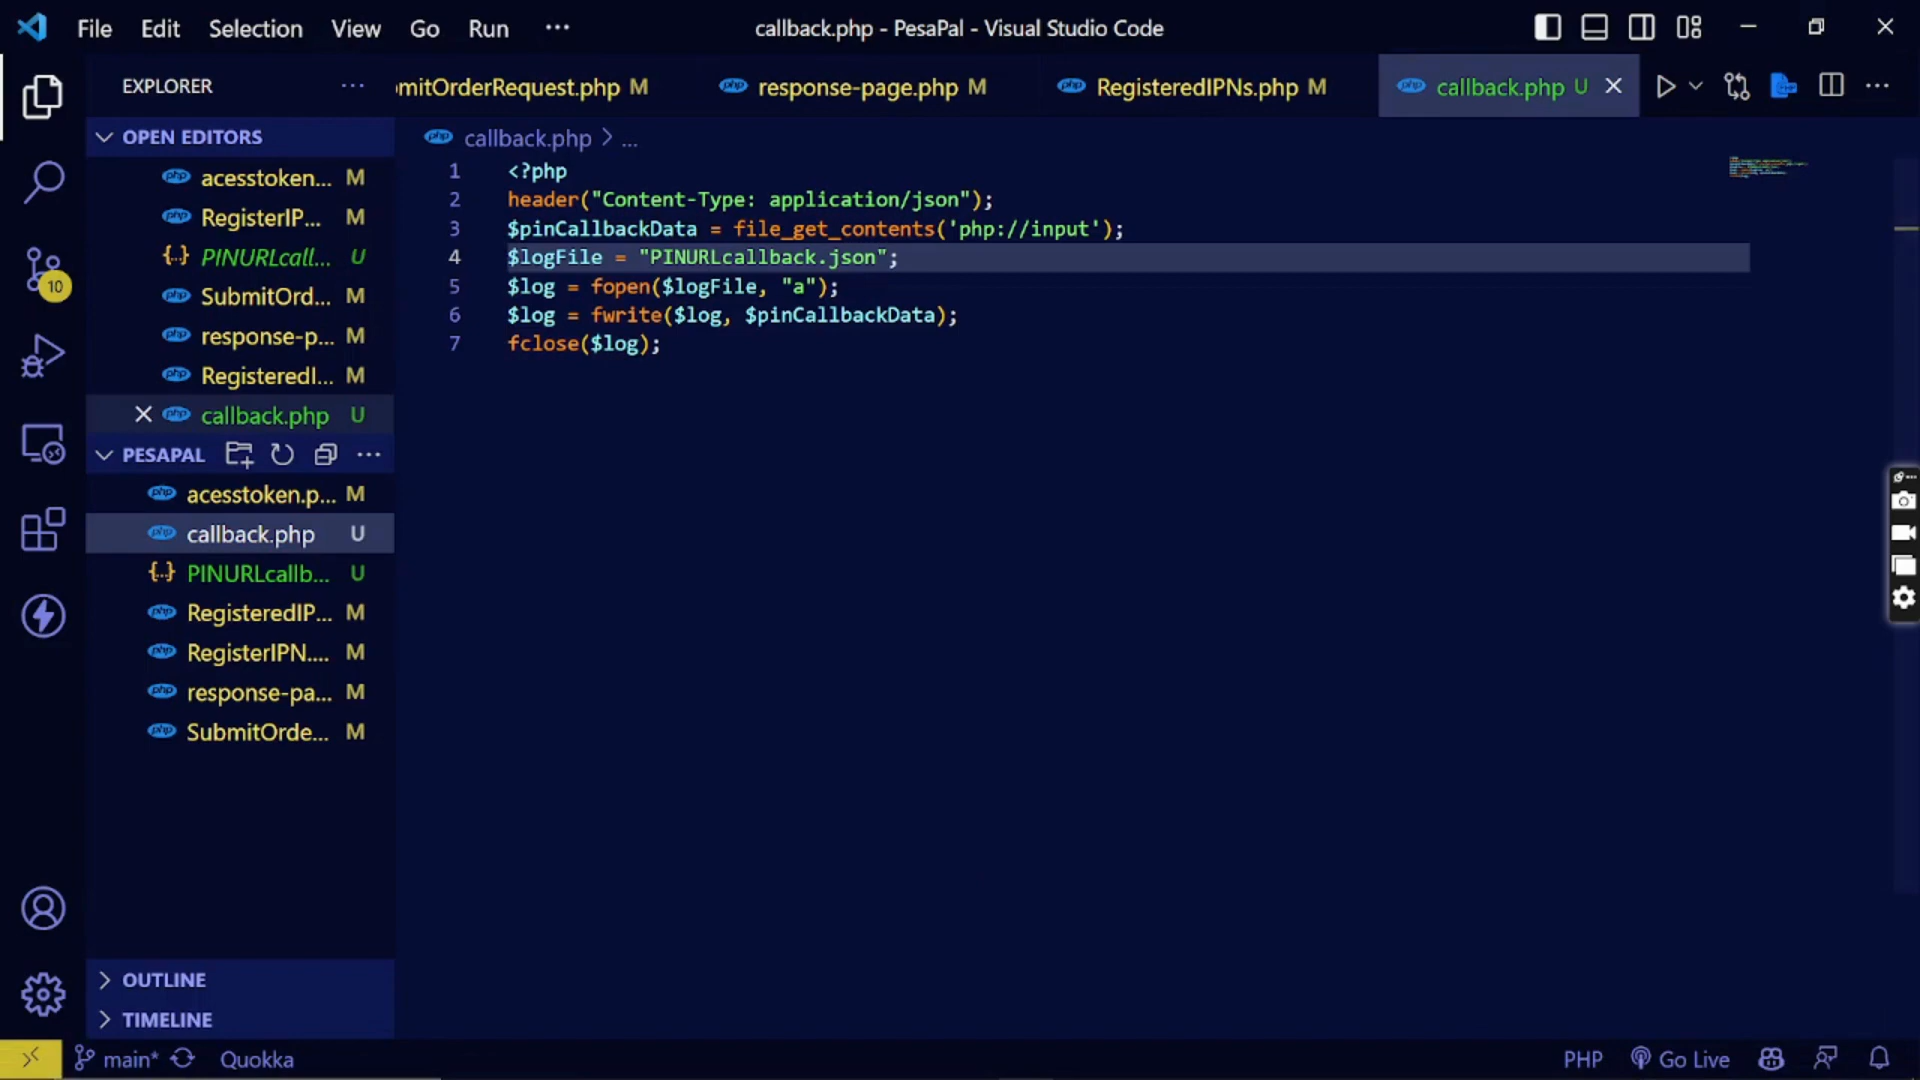 File Edit Selection View Go Run ···
callback.php - PesaPal - Visual Studio Code
EXPLORER ···
mitOrderRequest.php M
response-page.php M
RegisteredIPNs.php M
callback.php U
OPEN EDITORS
acesstoken... M
RegisterIP... M
PINURLcall... U
SubmitOrd... M
response-p... M
RegisteredI... M
callback.php U
PESAPAL
acesstoken.p... M
callback.php U
PINURLcallb... U
RegisteredIP... M
RegisterIPN.... M
response-pa... M
SubmitOrde... M
OUTLINE
TIMELINE
callback.php > ...
1 <?php
2 header("Content-Type: application/json");
3 $pinCallbackData = file_get_contents('php://input');
4 $logFile = "PINURLcallback.json";
5 $log = fopen($logFile, "a");
6 $log = fwrite($log, $pinCallbackData);
7 fclose($log);
10
main* Quokka
PHP Go Live